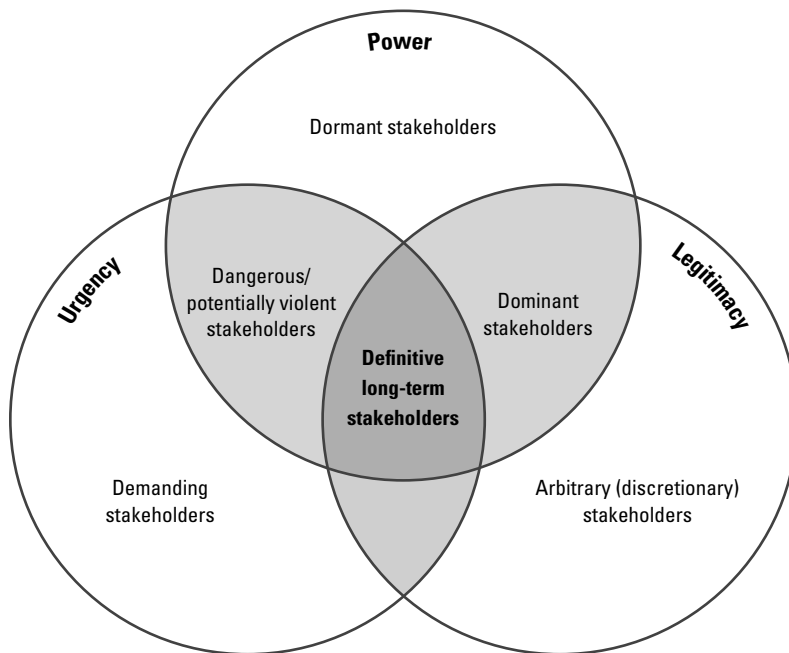 Power
Dormant stakeholders
Urgency
Legitimacy
Dangerous/
potentially violent
stakeholders
Dominant
stakeholders
Definitive
long-term
stakeholders
Demanding
stakeholders
Arbitrary (discretionary)
stakeholders